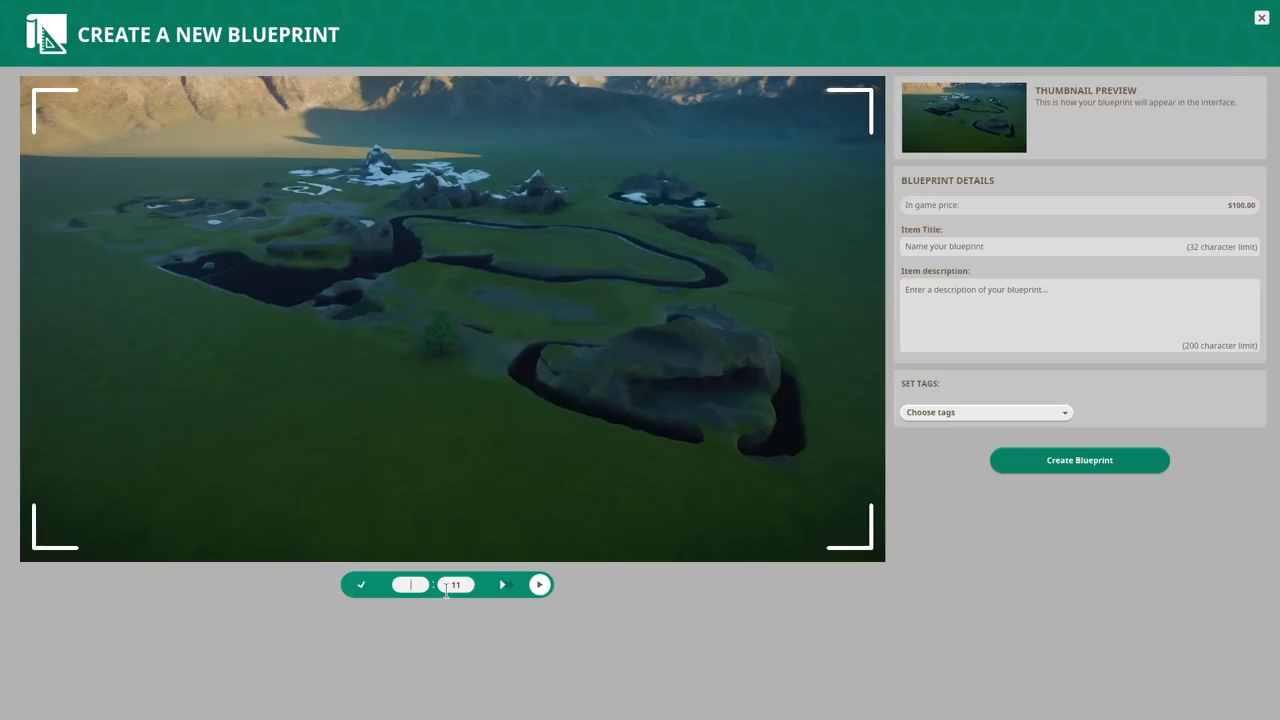 CREATE A NEW BLUEPRINT
THUMBNAIL PREVIEW
This is how your blueprint will appear in the interface.
BLUEPRINT DETAILS
In game price:
$100.00
Item Title:
Name your blueprint
(32 character limit)
Item description:
Enter a description of your blueprint...
(200 character limit)
SET TAGS:
Choose tags
Create Blueprint
: 11